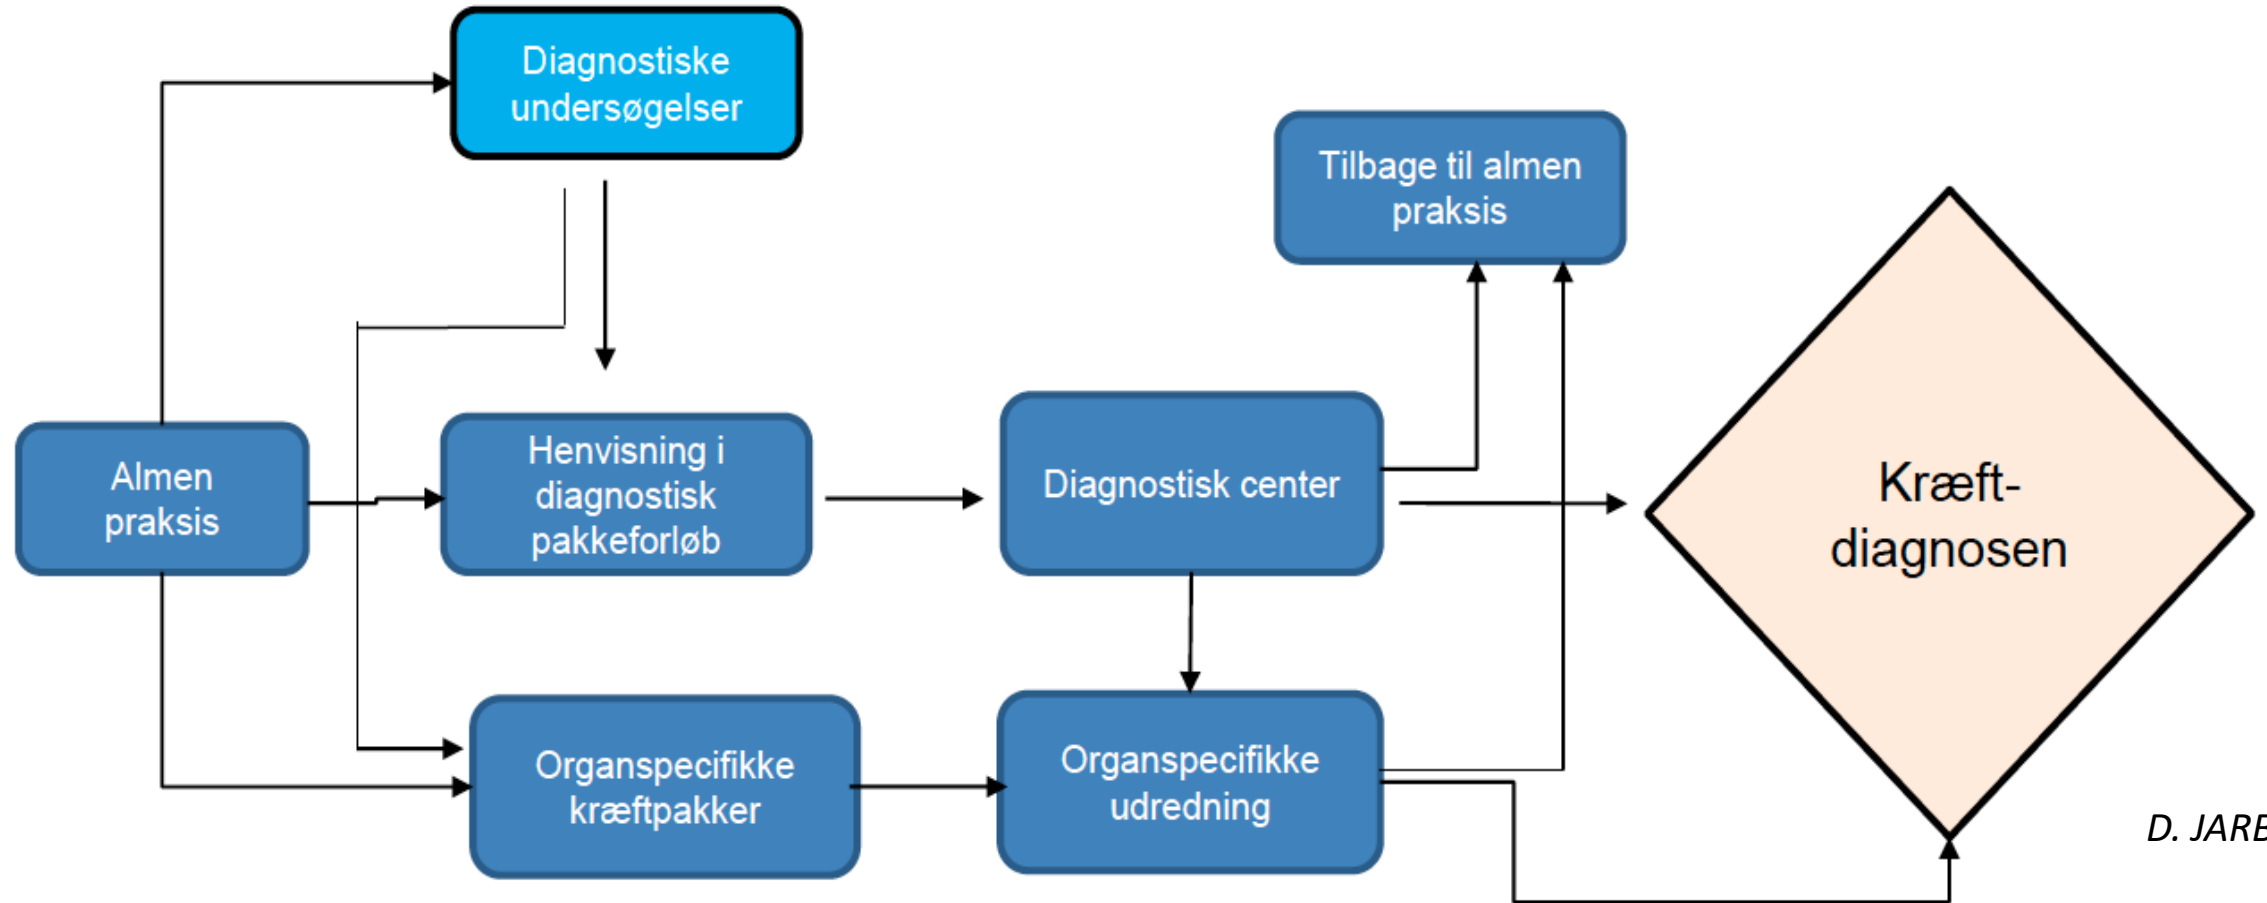 Diagnostiske
undersøgelser
Tilbage til almen
praksis
Almen
praksis
Henvisning i
diagnostisk
pakkeforløb
Diagnostisk center
Kræft-
diagnosen
Organspecifikke
kræftpakker
Organspecifikke
udredning
D. JARB